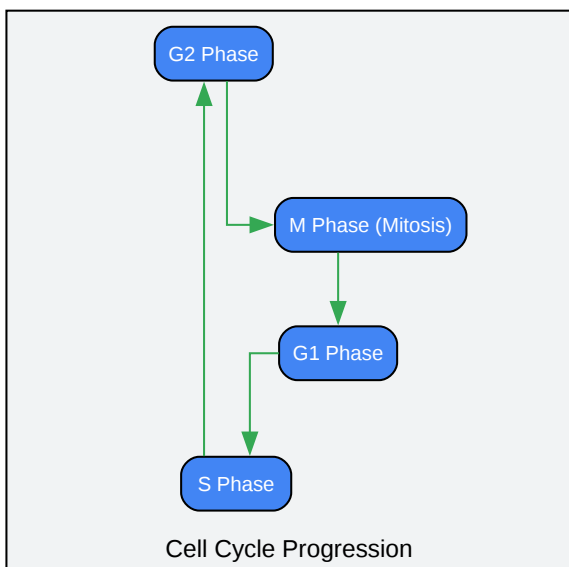 G2 Phase
M Phase (Mitosis)
G1 Phase
S Phase
Cell Cycle Progression